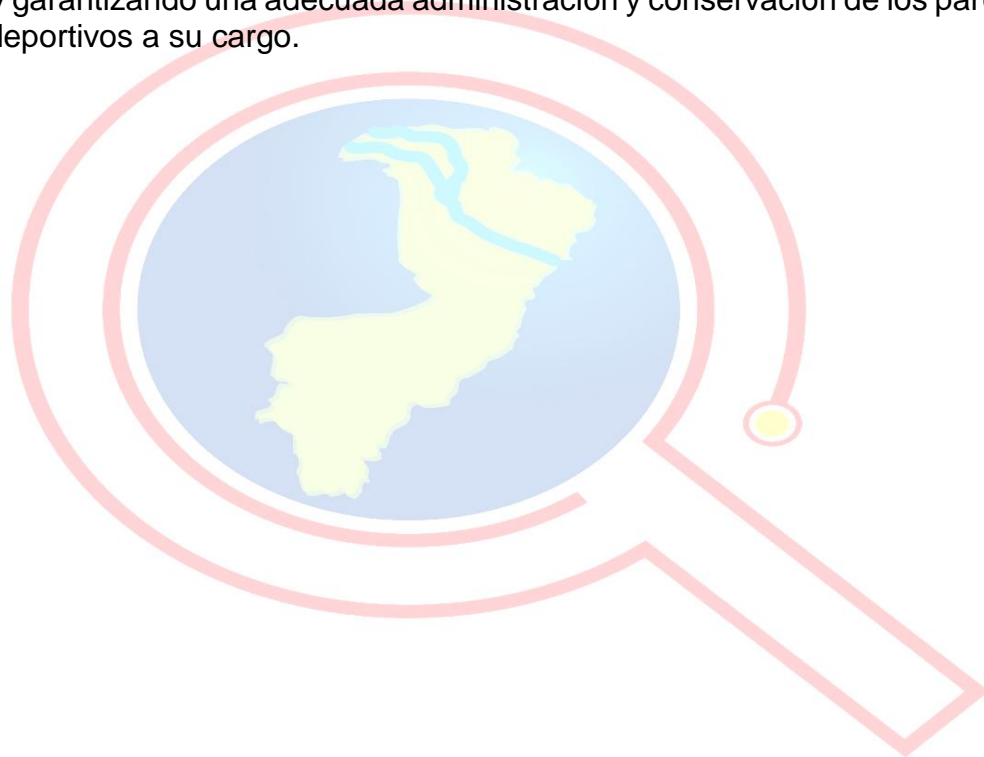 y garantizando una adecuada administración y conservación de los
deportivos a su cargo.